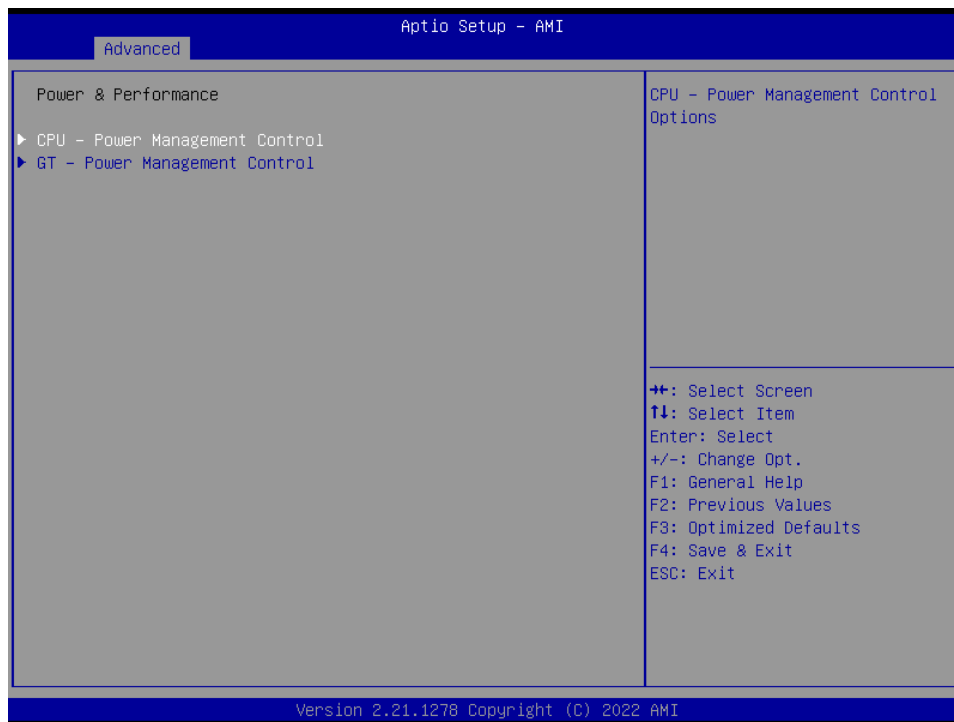 Aptio Setup – AMI
Advanced
Power & Performance
▶ CPU – Power Management Control
▶ GT – Power Management Control
CPU – Power Management Control
Options
→←: Select Screen
↑↓: Select Item
Enter: Select
+/-: Change Opt.
F1: General Help
F2: Previous Values
F3: Optimized Defaults
F4: Save & Exit
ESC: Exit
Version 2.21.1278 Copyright (C) 2022 AMI